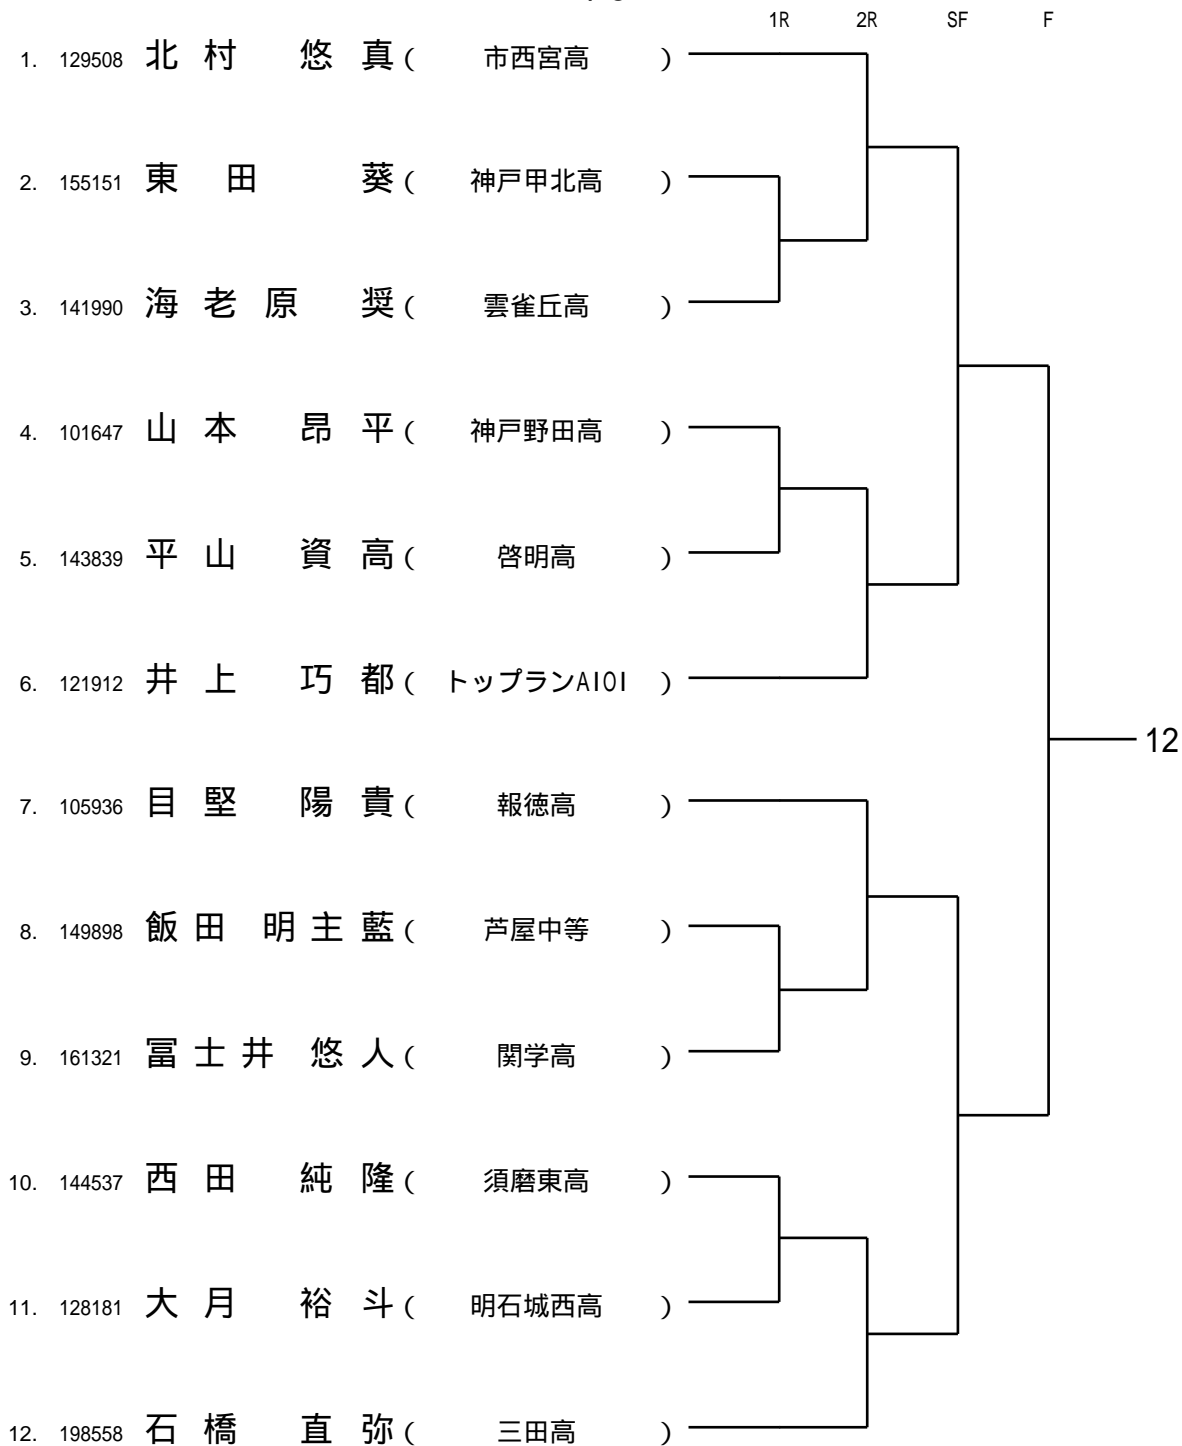 1R 2R SF F
1. 129508 北村 悠真 ( 市西宮高 )
2. 155151 東田 葵 ( 神戸甲北高 )
3. 141990 海老原 奨 ( 雲雀丘高 )
4. 101647 山本 昂平 ( 神戸野田高 )
5. 143839 平山 資高 ( 啓明高 )
6. 121912 井上 巧都 ( トップランAIOI )
12
7. 105936 目堅 陽貴 ( 報徳高 )
8. 149898 飯田 明主藍 ( 芦屋中等 )
9. 161321 冨士井 悠人 ( 関学高 )
10. 144537 西田 純隆 ( 須磨東高 )
11. 128181 大月 裕斗 ( 明石城西高 )
12. 198558 石橋 直弥 ( 三田高 )